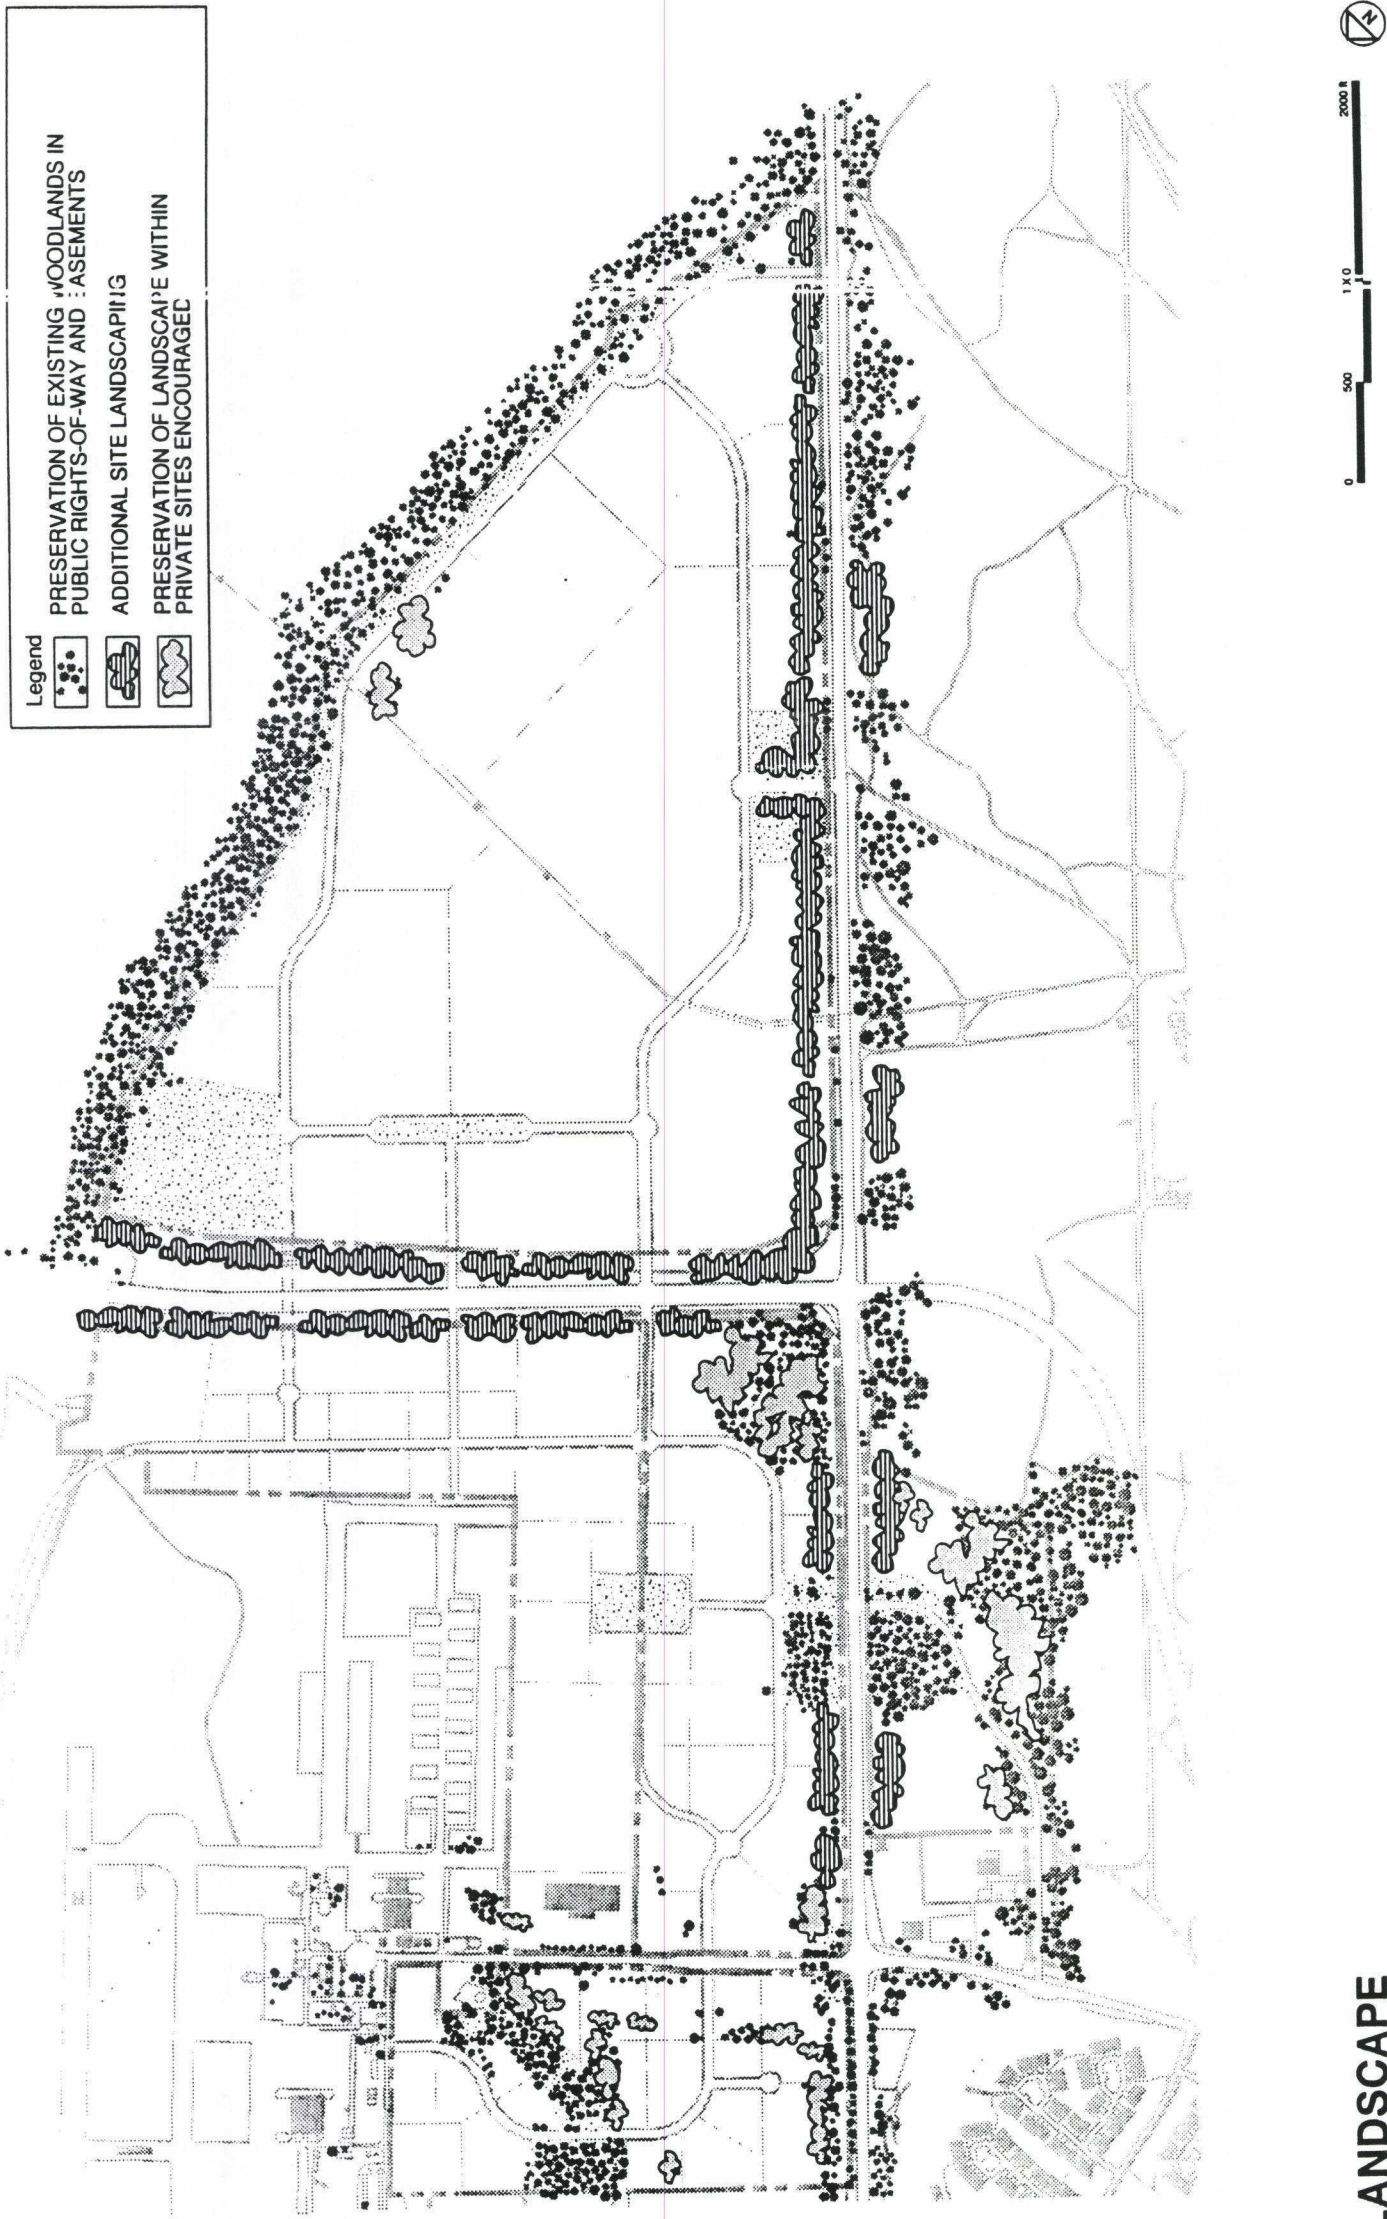 Legend
PRESERVATION OF EXISTING WOODLANDS IN
PUBLIC RIGHTS-OF-WAY AND EASEMENTS
ADDITIONAL SITE LANDSCAPING
PRESERVATION OF LANDSCAPE WITHIN
PRIVATE SITES ENCOURAGED
0 500 2000 ft
N
LANDSCAPE